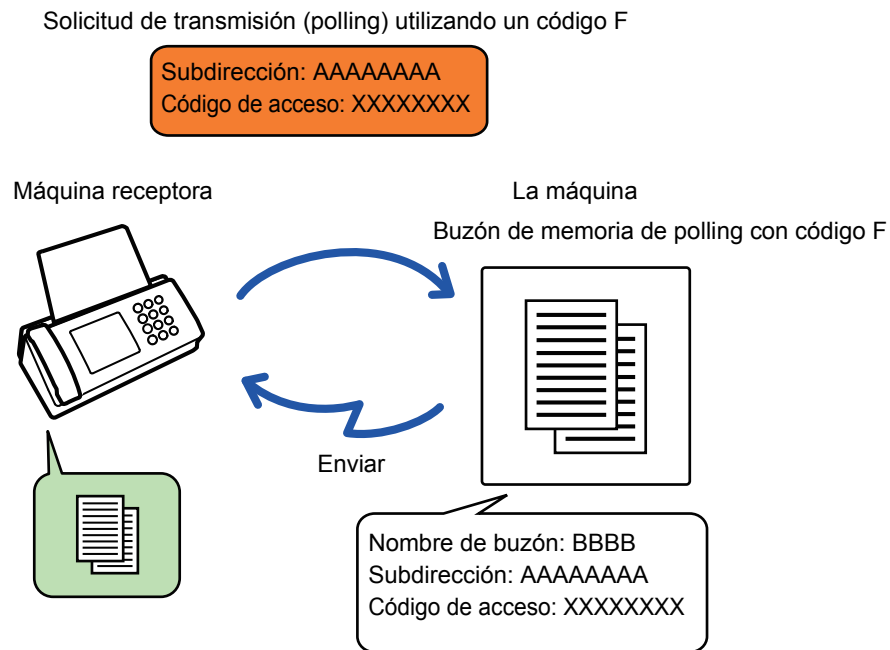 Solicitud de transmisión (polling) utilizando un código F
Subdirección: AAAAAAAA
Código de acceso: XXXXXXXX
Máquina receptora
La máquina
Buzón de memoria de polling con código F
Enviar
Nombre de buzón: BBBB
Subdirección: AAAAAAAA
Código de acceso: XXXXXXXX